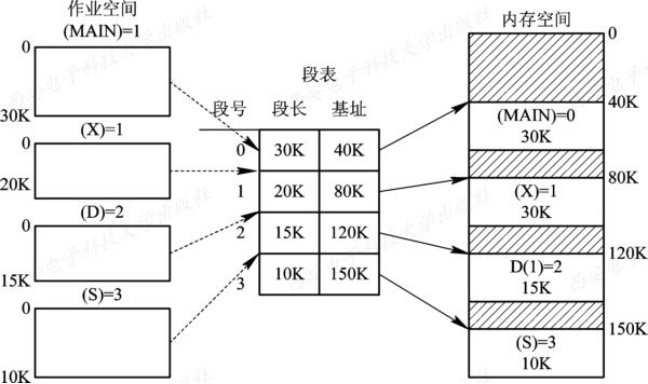 作业空间
(MAIN)=1
0
30K
(X)=1
0
20K
(D)=2
0
15K
(S)=3
0
10K
段表
段号 段长 基址
0 30K 40K
1 20K 80K
2 15K 120K
3 10K 150K
内存空间
0
40K
(MAIN)=0
30K
80K
(X)=1
30K
120K
D(1)=2
15K
150K
(S)=3
10K